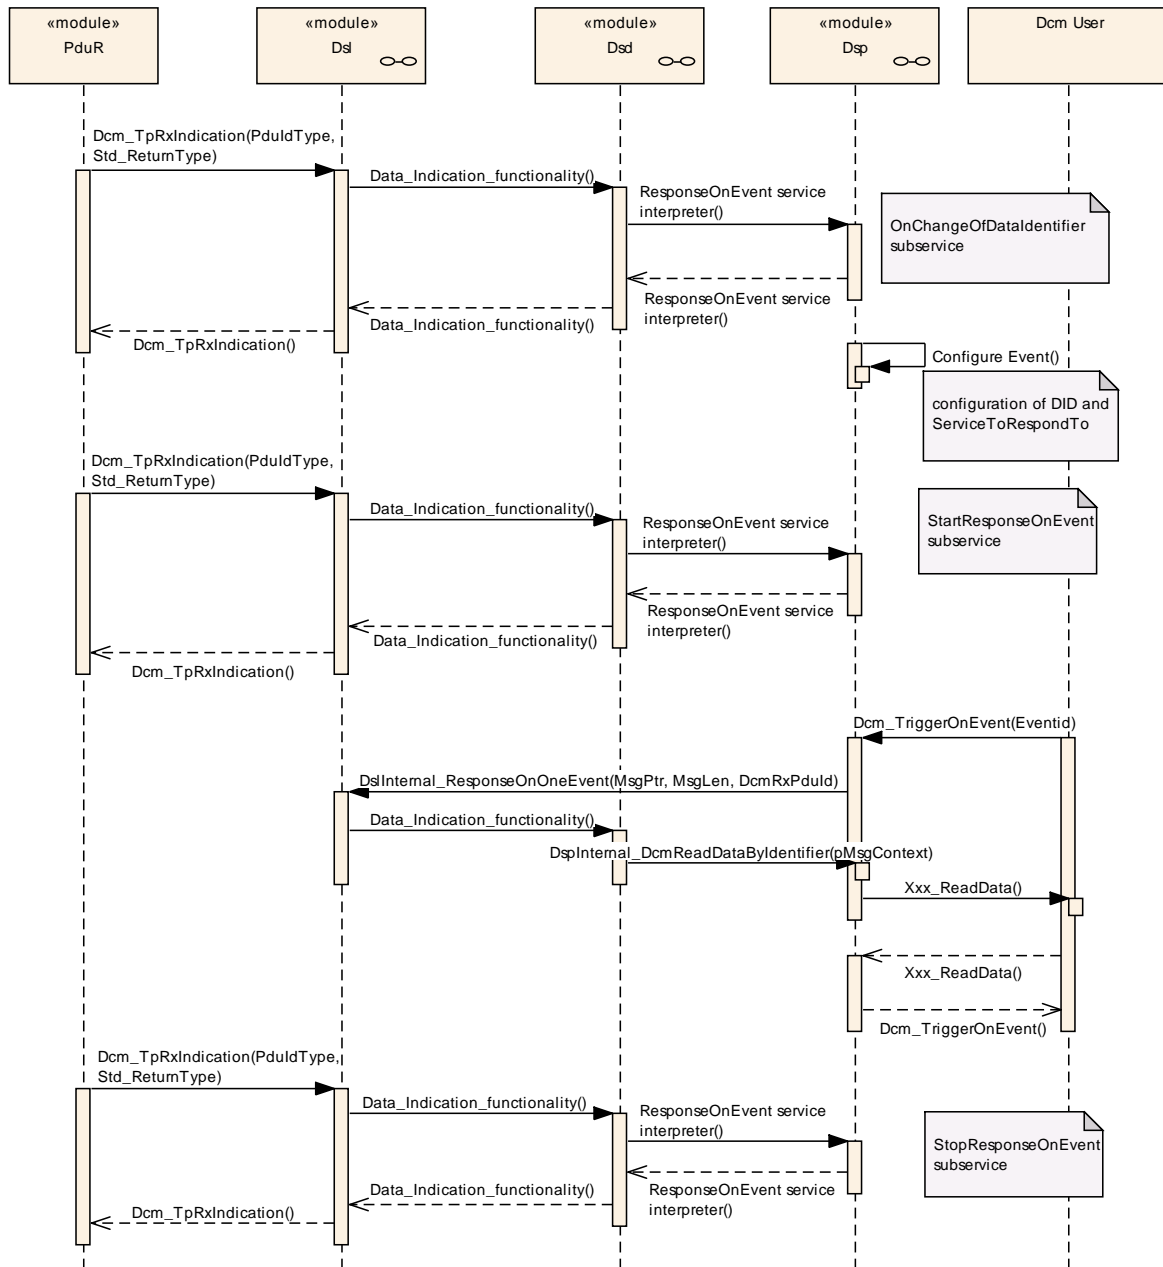 «module»
PduR
«module»
Dsl
«module»
Dsd
«module»
Dsp
Dcm User
Dcm_TpRxIndication(PduIdType,
Std_ReturnType)
Data_Indication_functionality()
ResponseOnEvent service
interpreter()
OnChangeOfDataIdentifier
subservice
ResponseOnEvent service
interpreter()
Data_Indication_functionality()
Dcm_TpRxIndication()
Configure Event()
configuration of DID and
ServiceToRespondTo
Dcm_TpRxIndication(PduIdType,
Std_ReturnType)
Data_Indication_functionality()
ResponseOnEvent service
interpreter()
StartResponseOnEvent
subservice
ResponseOnEvent service
interpreter()
Data_Indication_functionality()
Dcm_TpRxIndication()
Dcm_TriggerOnEvent(Eventid)
DslInternal_ResponseOnOneEvent(MsgPtr, MsgLen, DcmRxPduId)
Data_Indication_functionality()
DspInternal_DcmReadDataByIdentifier(pMsgContext)
Xxx_ReadData()
Xxx_ReadData()
Dcm_TriggerOnEvent()
Dcm_TpRxIndication(PduIdType,
Std_ReturnType)
Data_Indication_functionality()
ResponseOnEvent service
interpreter()
StopResponseOnEvent
subservice
ResponseOnEvent service
interpreter()
Data_Indication_functionality()
Dcm_TpRxIndication()